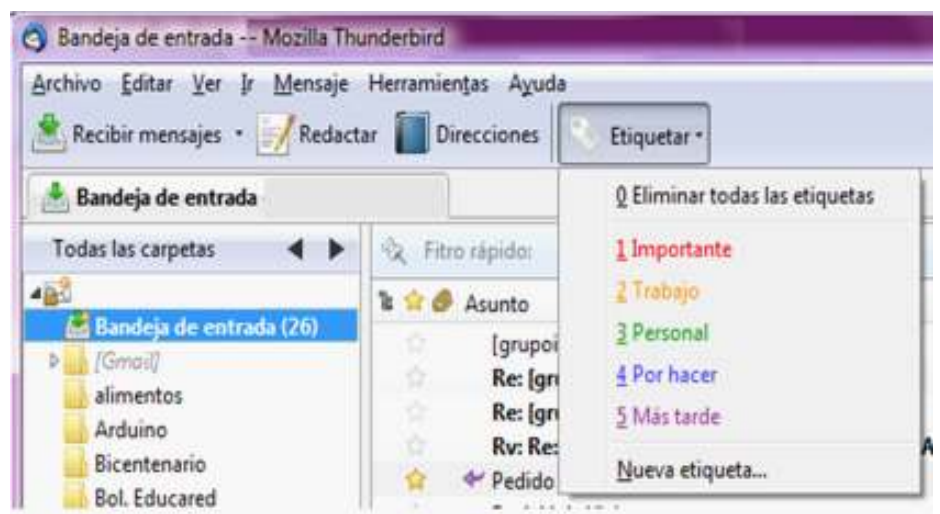 Bandeja de entrada -- Mozilla Thunderbird
Archivo Editar Ver Ir Mensaje Herramientas Ayuda
Recibir mensajes Redactar Direcciones Etiquetar
Bandeja de entrada
0 Eliminar todas las etiquetas
Todas las carpetas
Fitro rápido:
1 Importante
Asunto
2 Trabajo
Bandeja de entrada (26)
[grupoi
3 Personal
[Gmail]
Re: [gru
4 Por hacer
alimentos
Re: [gru
5 Más tarde
Arduino
Rv: Re:
A
Bicentenario
Pedido
Nueva etiqueta...
Bol. Educared